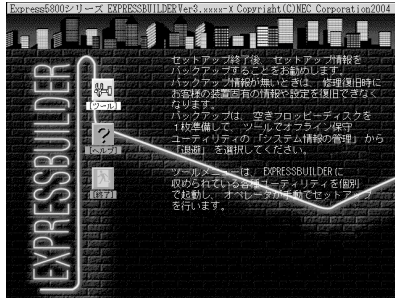 Express5800シリーズ EXPRESSBUILDER Ver3.xxxx-X Copyright(C)NEC Corporation2004
EXPRESSBUILDER
[ツール]
[ヘルプ]
[終了]
セットアップ終了後、セットアップ情報を
バックアップすることをお勧めします。
バックアップ情報が無いときは、修理復旧時に
お客様の装置固有の情報や設定を復旧できなく
なります。
バックアップは、空きフロッピーディスクを
1枚準備して、ツールでオフライン保守
ユーティリティの「システム情報の管理」から
「退避」を選択してください。
ツールメニューは、EXPRESSBUILDERに
収められている各種ユーティリティを個別
で起動し、オペレータが手動でセットアップ
を行います。